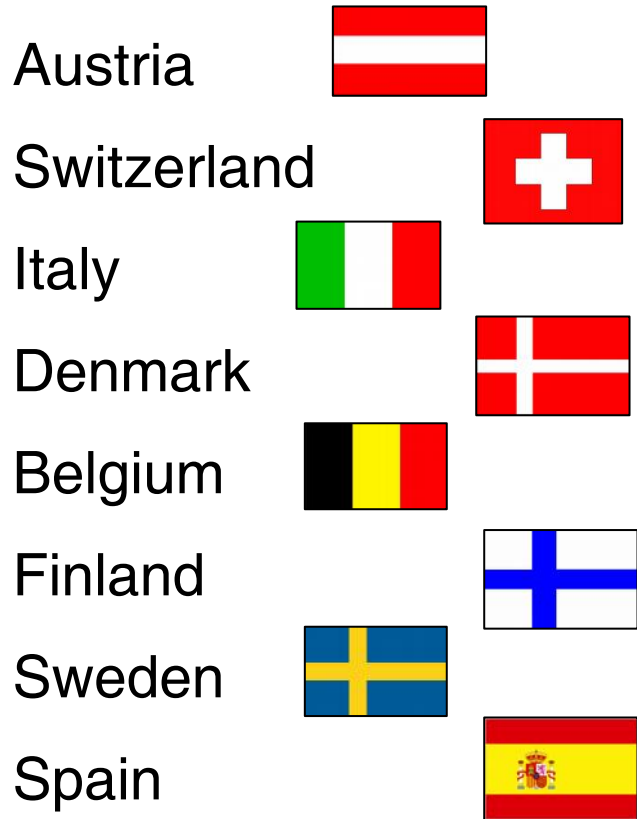 Austria
Switzerland
Italy
Denmark
Belgium
Finland
Sweden
Spain